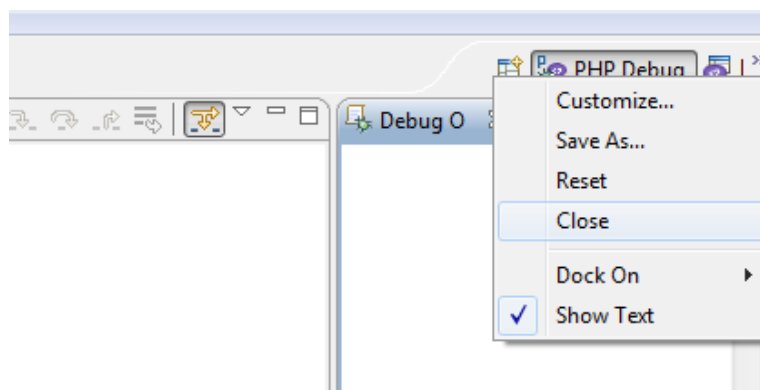 PHP Debug
Debug O
Customize...
Save As...
Reset
Close
Dock On
Show Text